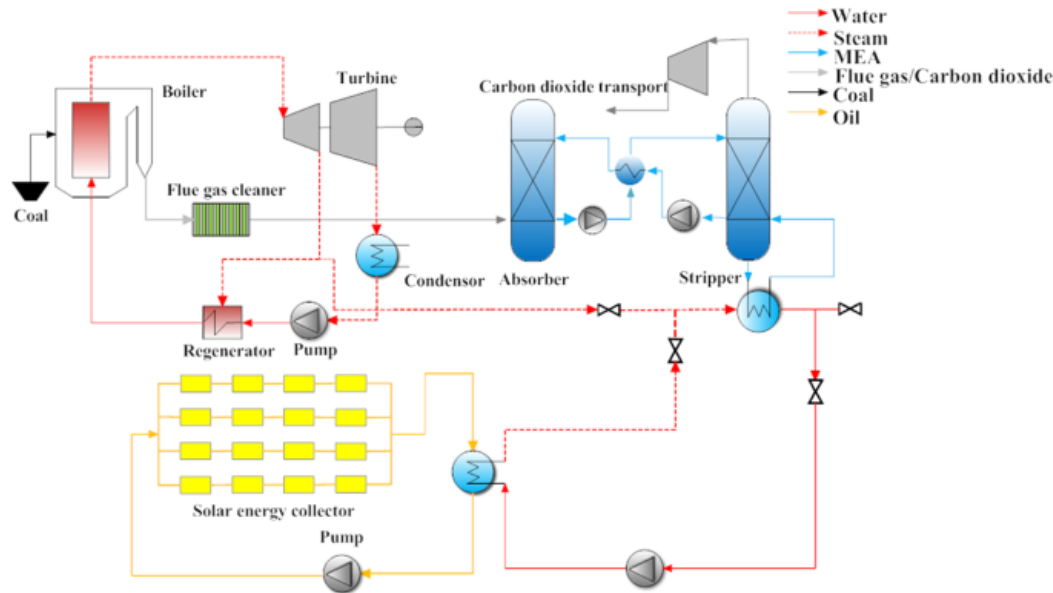 Water
Steam
MEA
Flue gas/Carbon dioxide
Coal
Oil
Turbine
Boiler
Carbon dioxide transport
Flue gas cleaner
Coal
Condensor
Absorber
Stripper
Regenerator
Pump
Solar energy collector
Pump